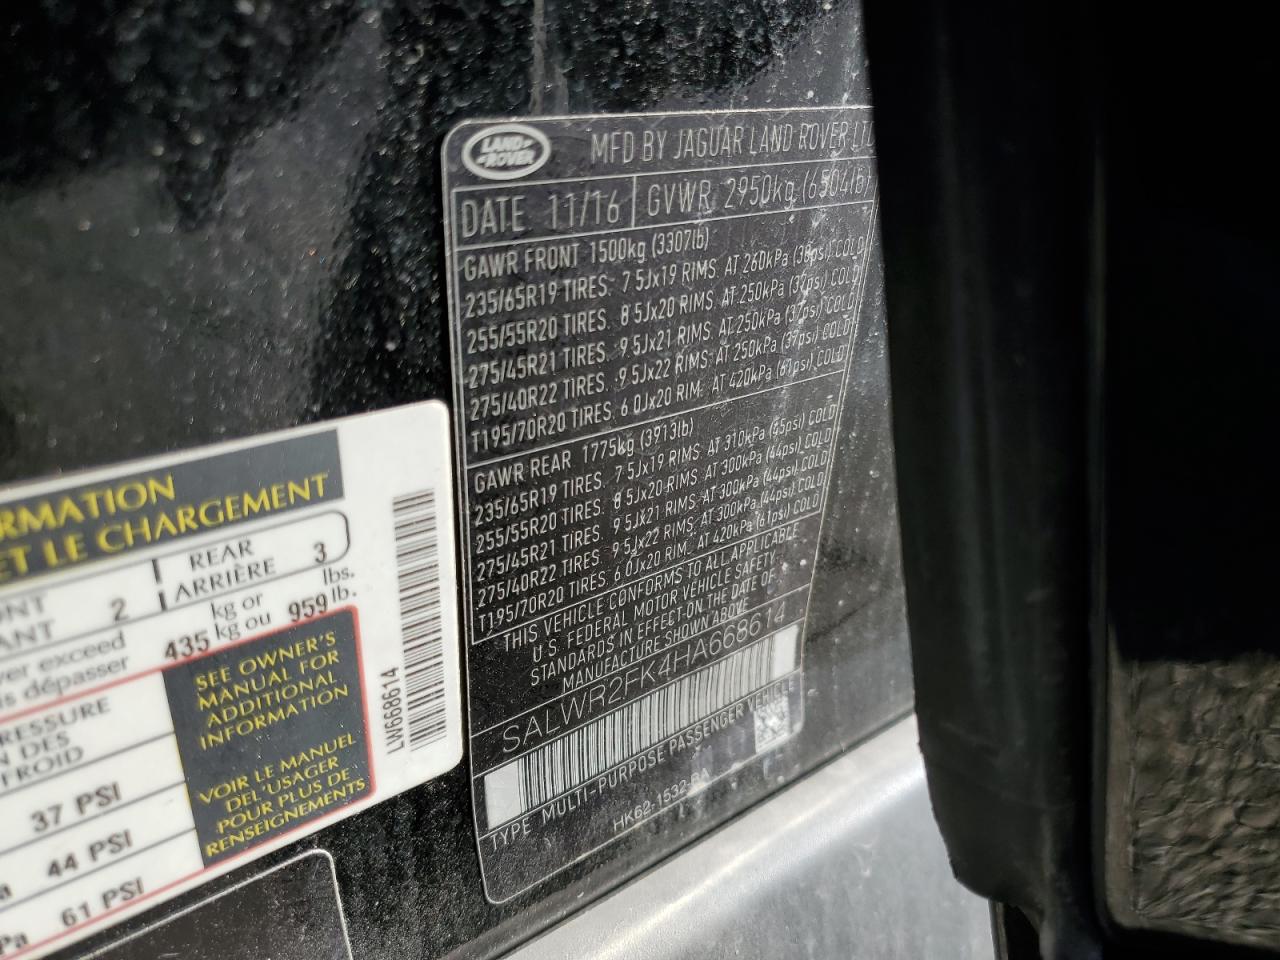 LAND ROVER
MFD BY JAGUAR LAND ROVER LTD
DATE 11/16 GVWR 2950kg (6504lb)
GAWR FRONT 1500kg (3307lb)
235/65R19 TIRES. 7.5Jx19 RIMS. AT 260kPa (38psi) COLD
255/55R20 TIRES. 8.5Jx20 RIMS. AT 250kPa (37psi) COLD
275/45R21 TIRES. 9.5Jx21 RIMS. AT 250kPa (37psi) COLD
275/40R22 TIRES. 9.5Jx22 RIMS. AT 250kPa (37psi) COLD
T195/70R20 TIRES. 6.0Jx20 RIM. AT 420kPa (61psi) COLD
GAWR REAR 1775kg (3913lb)
235/65R19 TIRES. 7.5Jx19 RIMS. AT 310kPa (45psi) COLD
255/55R20 TIRES. 8.5Jx20 RIMS. AT 300kPa (44psi) COLD
275/45R21 TIRES. 9.5Jx21 RIMS. AT 300kPa (44psi) COLD
275/40R22 TIRES. 9.5Jx22 RIMS. AT 300kPa (44psi) COLD
T195/70R20 TIRES. 6.0Jx20 RIM. AT 420kPa (61psi) COLD
THIS VEHICLE CONFORMS TO ALL APPLICABLE
U.S. FEDERAL MOTOR VEHICLE SAFETY
STANDARDS IN EFFECT ON THE DATE OF
MANUFACTURE SHOWN ABOVE
SALWR2FK4HA668614
TYPE MULTI-PURPOSE PASSENGER VEHICLE
HK62-1532-BA
RMATION
ET LE CHARGEMENT
ONT 2 REAR 3
ANT ARRIÈRE
ver exceed 435 kg or 959 lbs.
is dépasser kg ou lb.
RESSURE
N DES
FROID
37 PSI
a 44 PSI
Pa 61 PSI
SEE OWNER'S
MANUAL FOR
ADDITIONAL
INFORMATION
VOIR LE MANUEL
DEL'USAGER
POUR PLUS DE
RENSEIGNEMENTS
LW668614